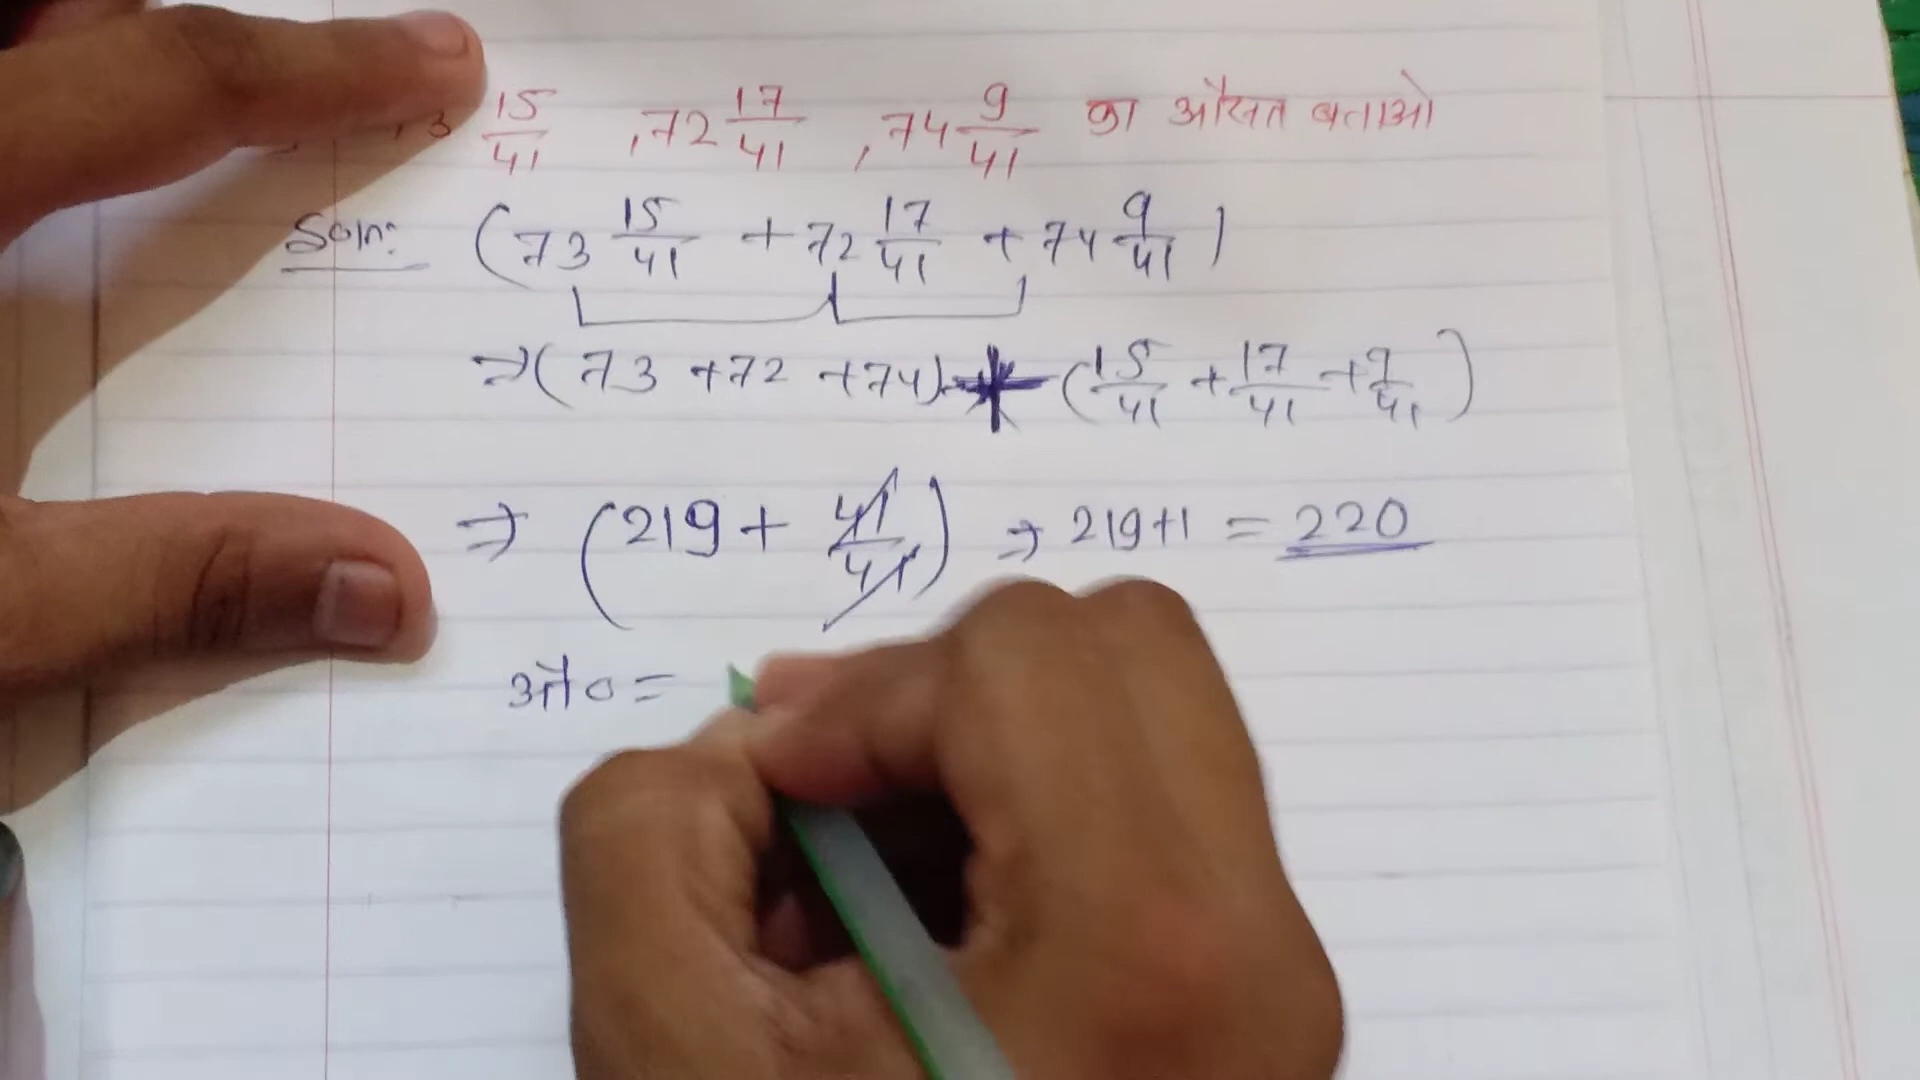 3 15/41 , 72 17/41 , 74 9/41 का औसत बताओ
Soln: (73 15/41 + 72 17/41 + 74 9/41)
⇒ (73 + 72 + 74) + (15/41 + 17/41 + 9/41)
⇒ (219 + 41/41) ⇒ 219+1 = 220
औ० =